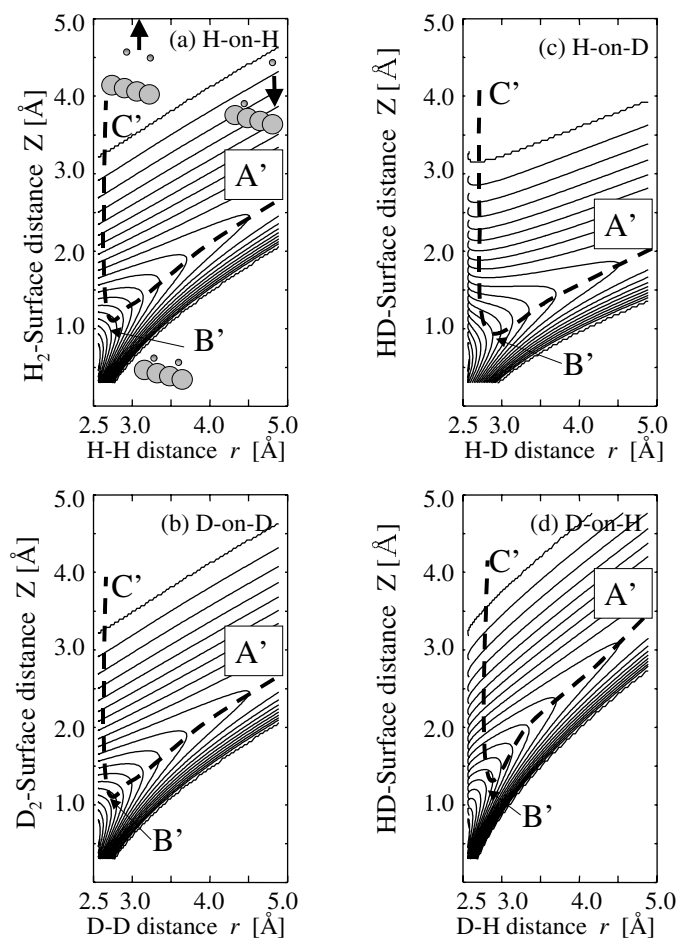 (a) H-on-H
H₂-Surface distance Z [Å]
5.0
4.0
3.0
2.0
1.0
C’
A’
B’
2.5 3.0 4.0 5.0
H-H distance r [Å]
(c) H-on-D
HD-Surface distance Z [Å]
5.0
4.0
3.0
2.0
1.0
C’
A’
B’
2.5 3.0 4.0 5.0
H-D distance r [Å]
(b) D-on-D
D₂-Surface distance Z [Å]
5.0
4.0
3.0
2.0
1.0
C’
A’
B’
2.5 3.0 4.0 5.0
D-D distance r [Å]
(d) D-on-H
HD-Surface distance Z [Å]
5.0
4.0
3.0
2.0
1.0
C’
A’
B’
2.5 3.0 4.0 5.0
D-H distance r [Å]